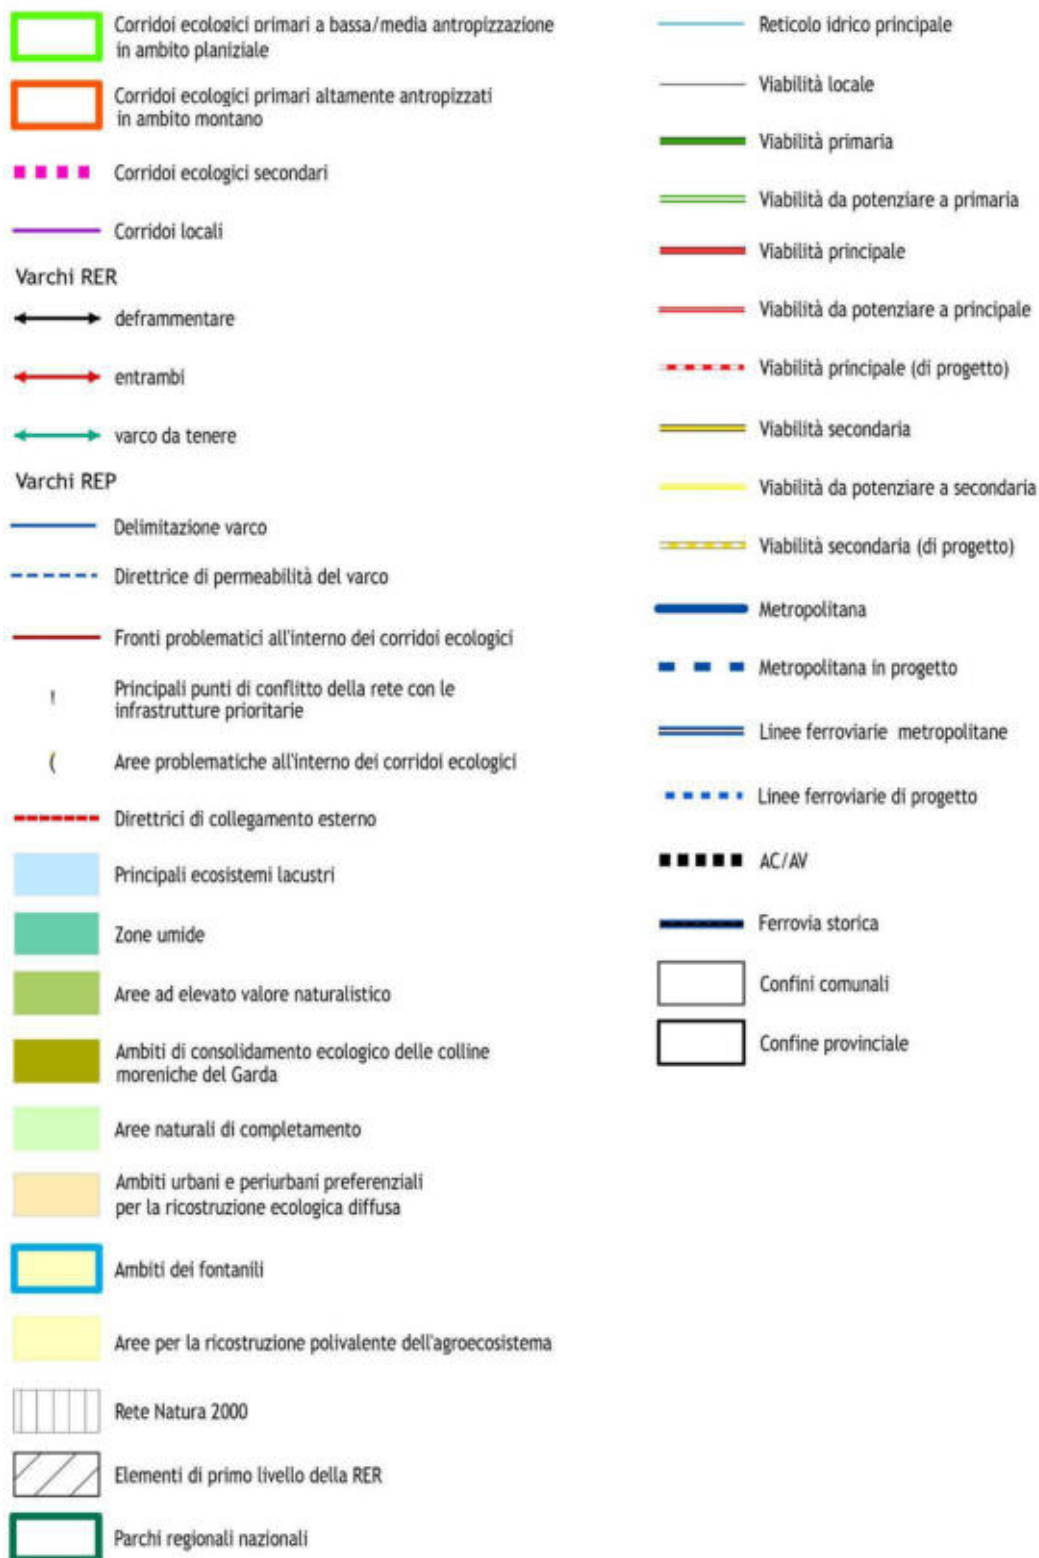 Corridoi ecologici primari a bassa/media antropizzazione
in ambito planiziale
Corridoi ecologici primari altamente antropizzati
in ambito montano
Corridoi ecologici secondari
Corridoi locali
Varchi RER
deframmentare
entrambi
varco da tenere
Varchi REP
Delimitazione varco
Direttrice di permeabilità del varco
Fronti problematici all'interno dei corridoi ecologici
! Principali punti di conflitto della rete con le
infrastrutture prioritarie
( Aree problematiche all'interno dei corridoi ecologici
Direttrici di collegamento esterno
Principali ecosistemi lacustri
Zone umide
Aree ad elevato valore naturalistico
Ambiti di consolidamento ecologico delle colline
moreniche del Garda
Aree naturali di completamento
Ambiti urbani e periurbani preferenziali
per la ricostruzione ecologica diffusa
Ambiti dei fontanili
Aree per la ricostruzione polivalente dell'agroecosistema
Rete Natura 2000
Elementi di primo livello della RER
Parchi regionali nazionali
Reticolo idrico principale
Viabilità locale
Viabilità primaria
Viabilità da potenziare a primaria
Viabilità principale
Viabilità da potenziare a principale
Viabilità principale (di progetto)
Viabilità secondaria
Viabilità da potenziare a secondaria
Viabilità secondaria (di progetto)
Metropolitana
Metropolitana in progetto
Linee ferroviarie metropolitane
Linee ferroviarie di progetto
AC/AV
Ferrovia storica
Confini comunali
Confine provinciale